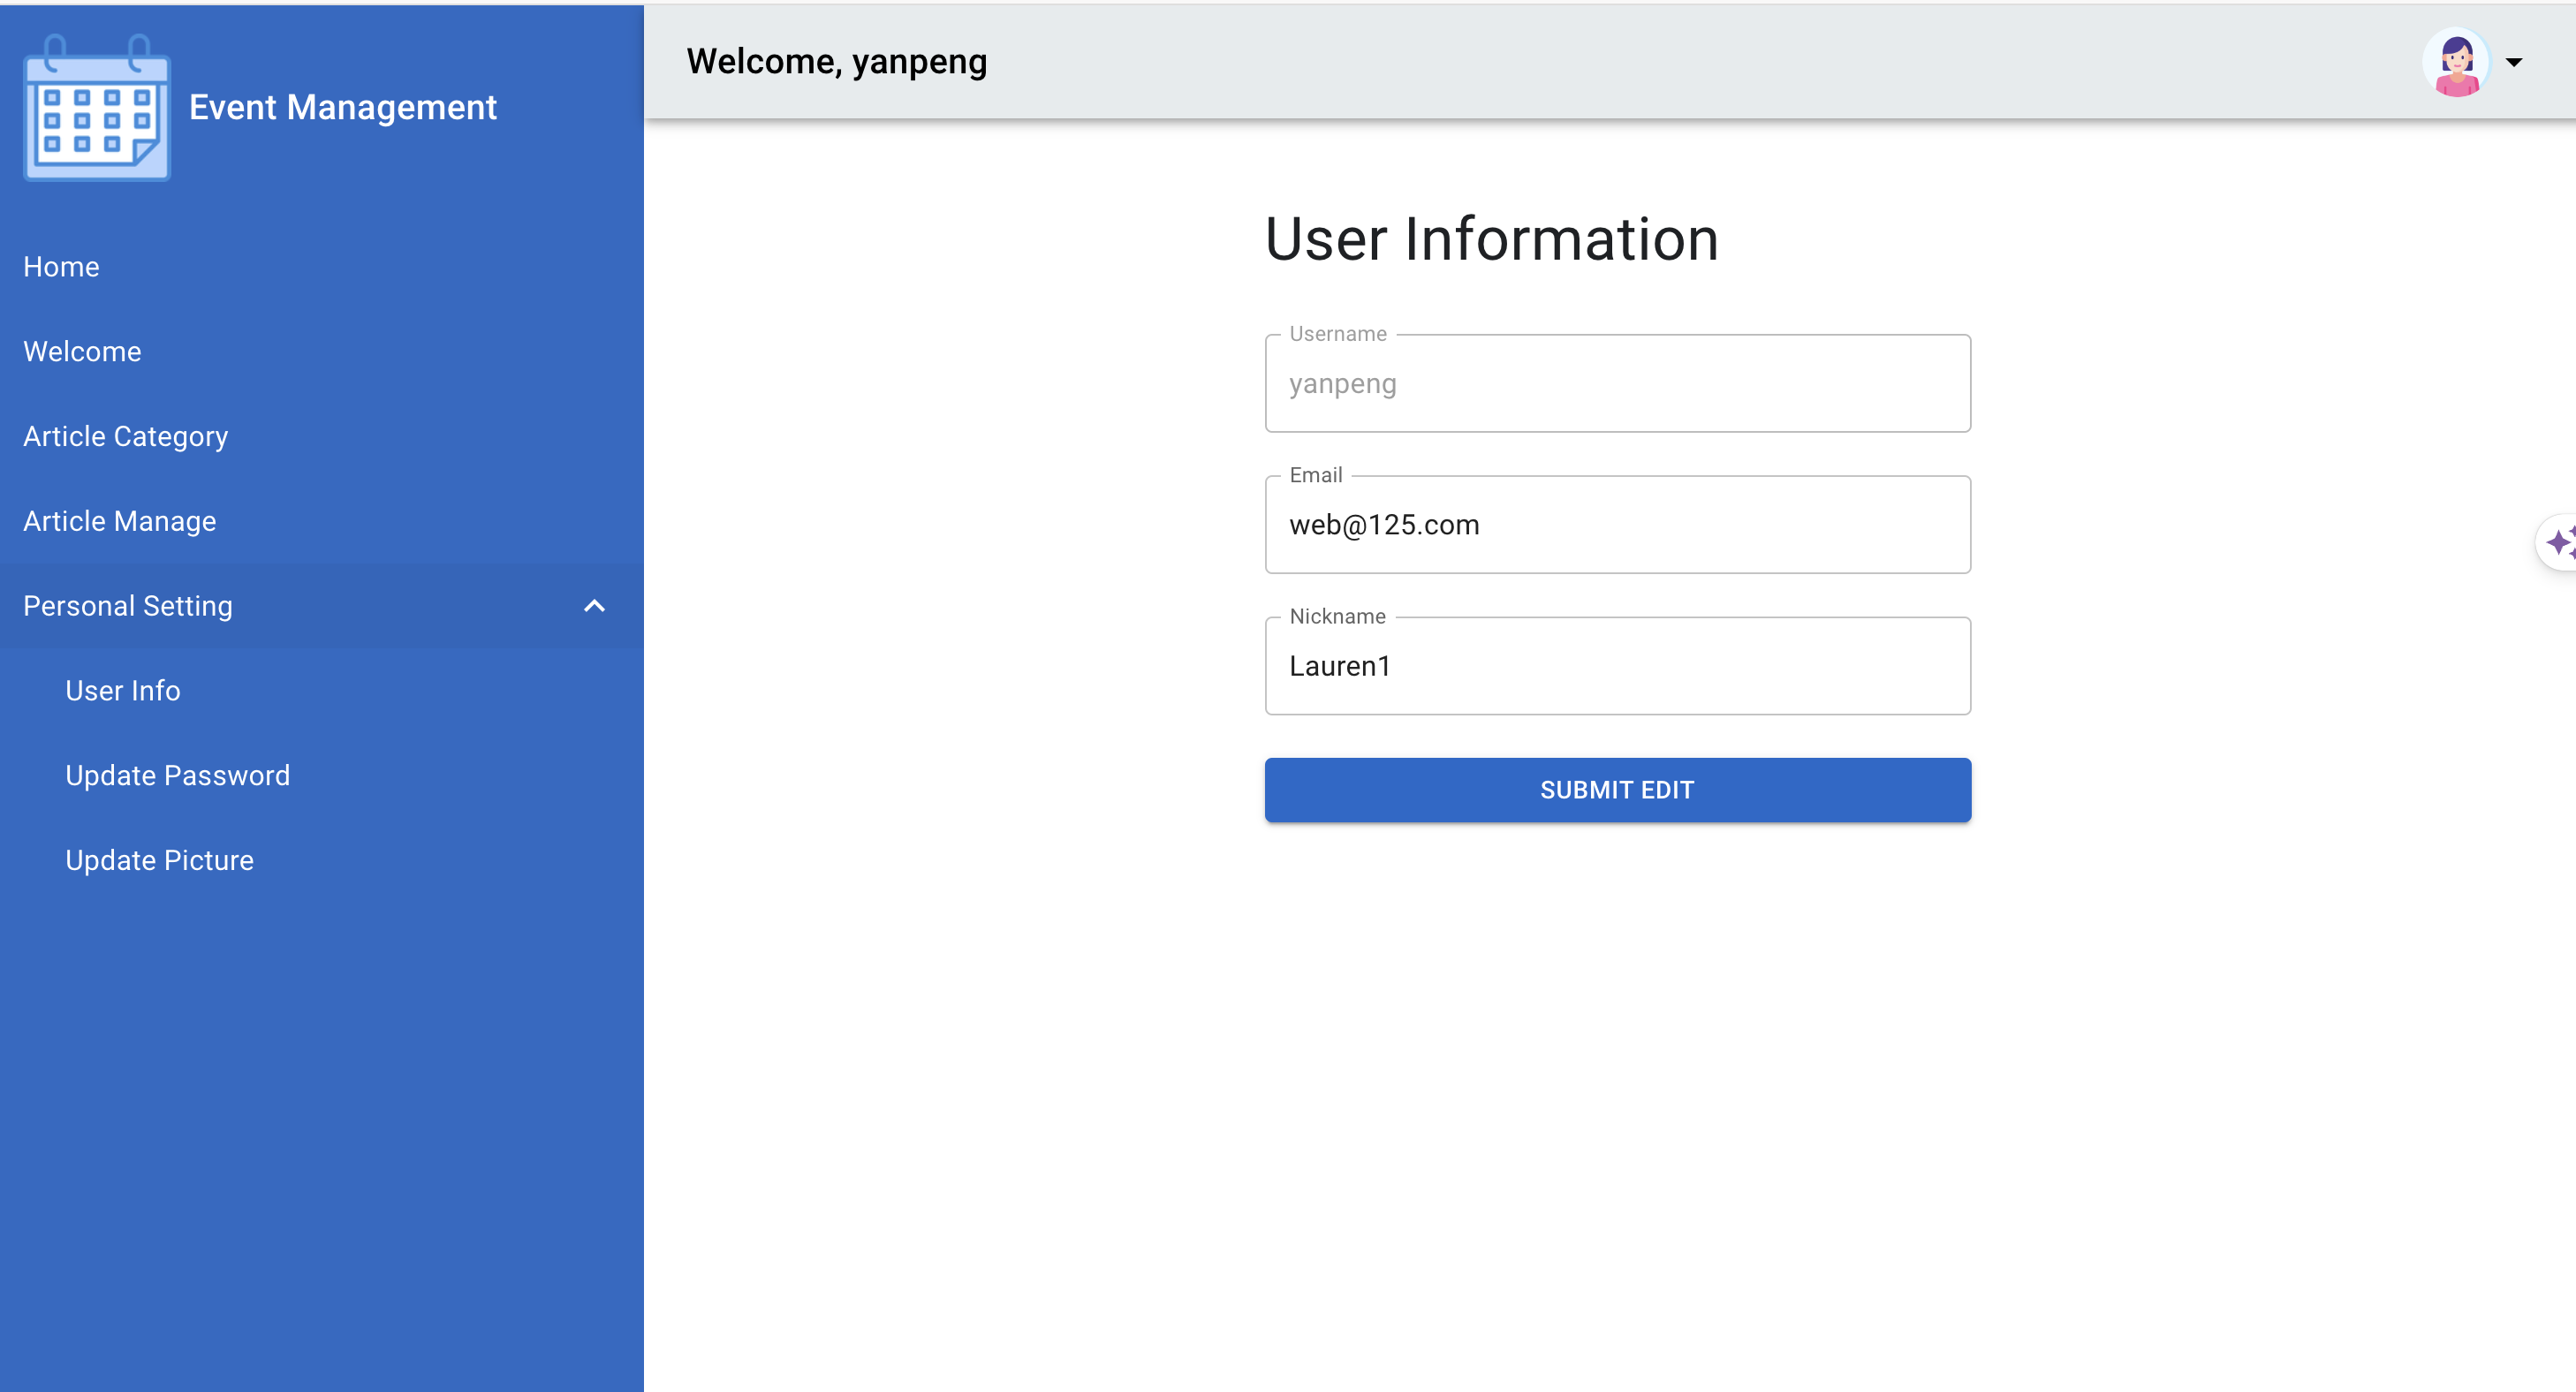 Event Management
Home
Welcome
Article Category
Article Manage
Personal Setting
User Info
Update Password
Update Picture
Welcome, yanpeng
User Information
Username
yanpeng
Email
web@125.com
Nickname
Lauren1
SUBMIT EDIT